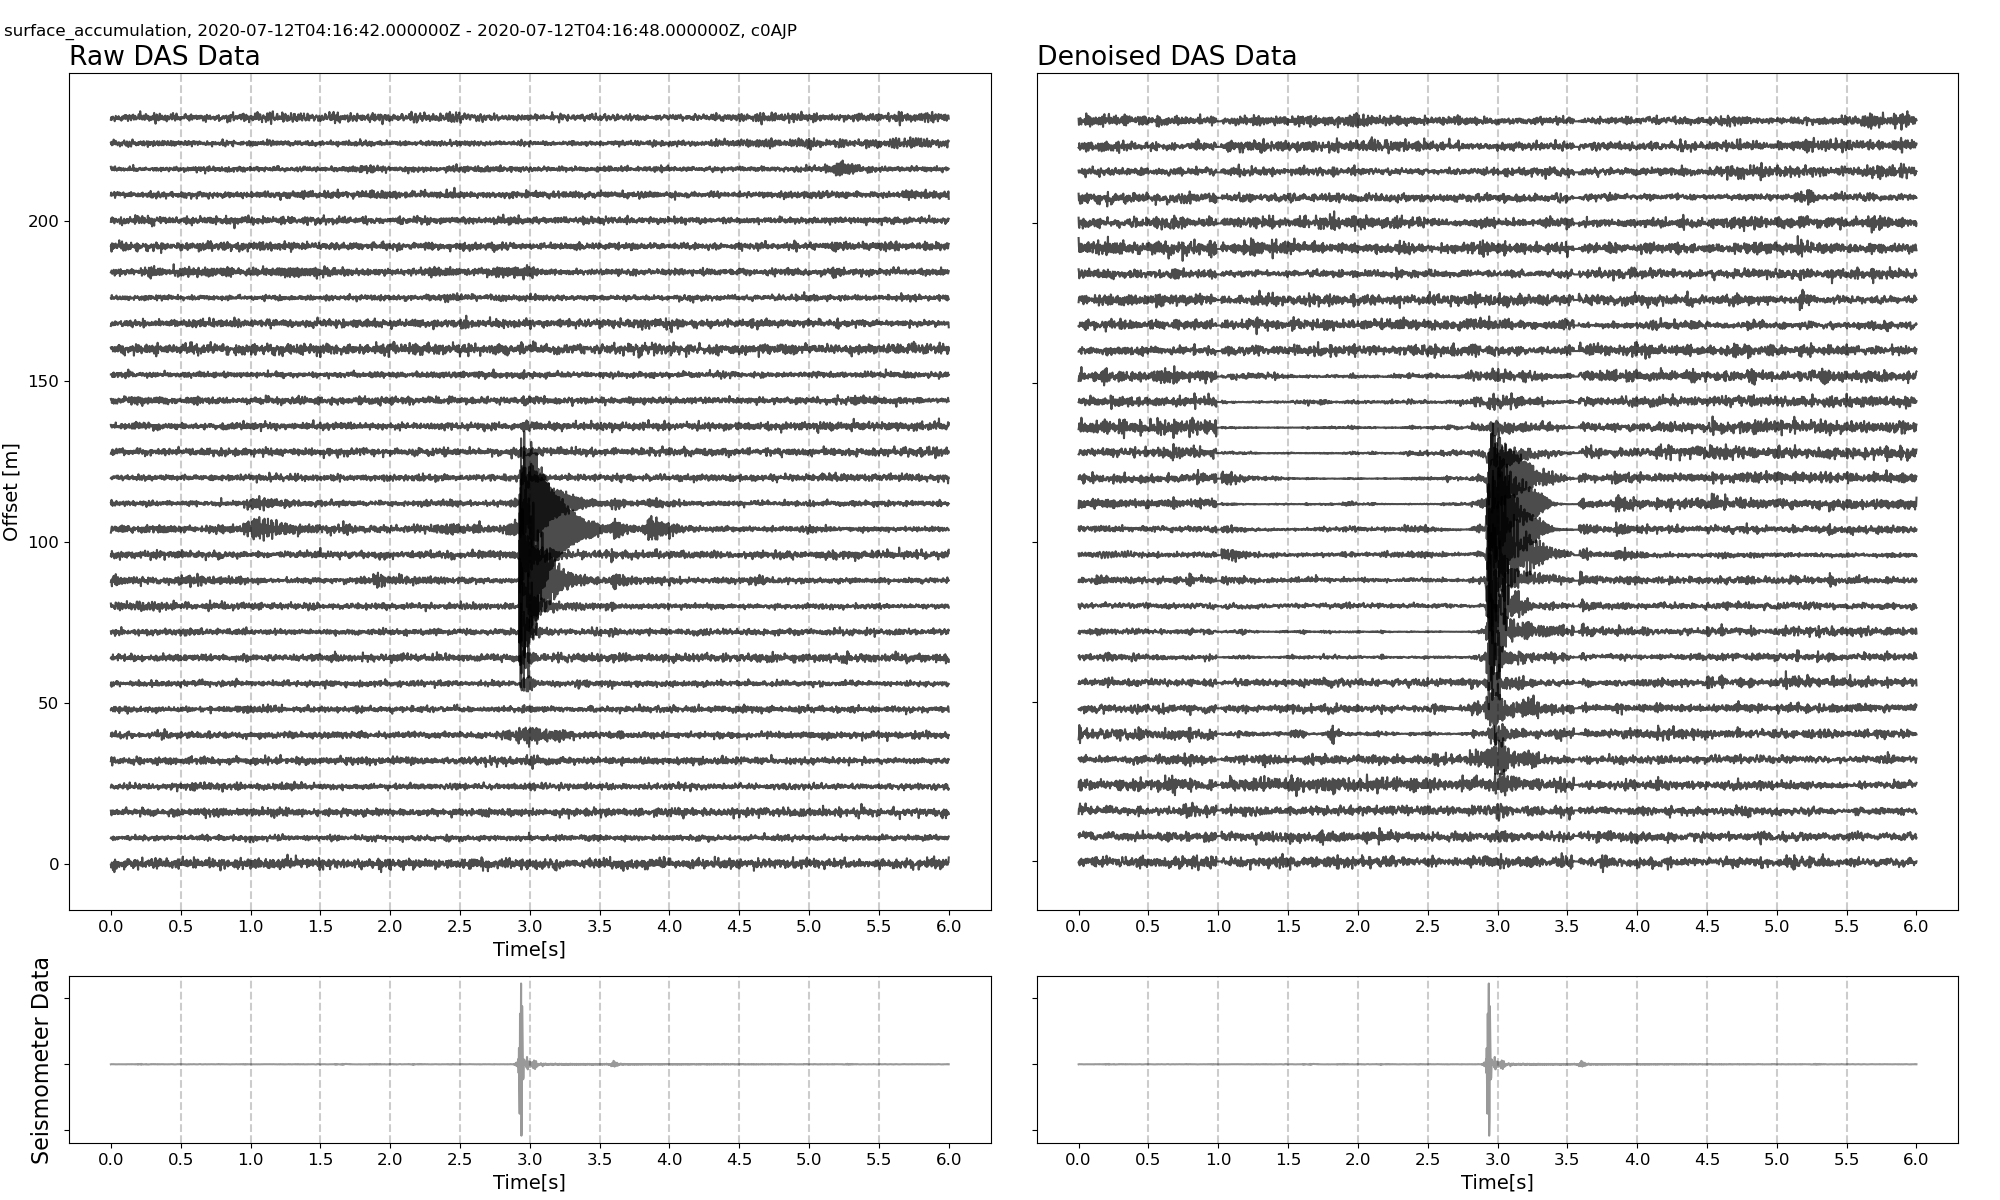 surface_accumulation, 2020-07-12T04:16:42.000000Z - 2020-07-12T04:16:48.000000Z, c0AJP
Raw DAS Data
Denoised DAS Data
Offset [m]
200
150
100
50
0
0.0 0.5 1.0 1.5 2.0 2.5 3.0 3.5 4.0 4.5 5.0 5.5 6.0
Time[s]
0.0 0.5 1.0 1.5 2.0 2.5 3.0 3.5 4.0 4.5 5.0 5.5 6.0
Seismometer Data
0.0 0.5 1.0 1.5 2.0 2.5 3.0 3.5 4.0 4.5 5.0 5.5 6.0
Time[s]
0.0 0.5 1.0 1.5 2.0 2.5 3.0 3.5 4.0 4.5 5.0 5.5 6.0
Time[s]